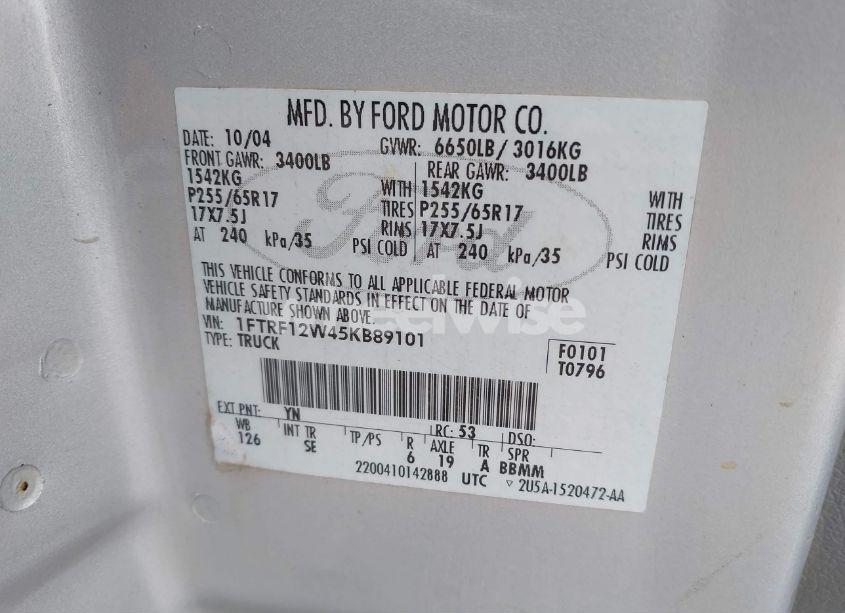 MFD. BY FORD MOTOR CO.
DATE: 10/04 GVWR: 6650LB/ 3016KG
FRONT GAWR: 3400LB REAR GAWR: 3400LB
1542KG WITH 1542KG WITH
P255/65R17 TIRES P255/65R17 TIRES
17X7.5J RIMS 17X7.5J RIMS
AT 240 kPa/35 PSI COLD AT 240 kPa/35 PSI COLD
Ford
THIS VEHICLE CONFORMS TO ALL APPLICABLE FEDERAL MOTOR
VEHICLE SAFETY STANDARDS IN EFFECT ON THE DATE OF
MANUFACTURE SHOWN ABOVE.
VIN: 1FTRF12W45KB89101
TYPE: TRUCK
F0101
T0796
EXT PNT: YN RC: 53 DSO:
WB INT TR TP/PS R AXLE TR SPR
126 SE 6 19 A BBMM
2200410142888 UTC ▽ 2U5A-1520472-AA